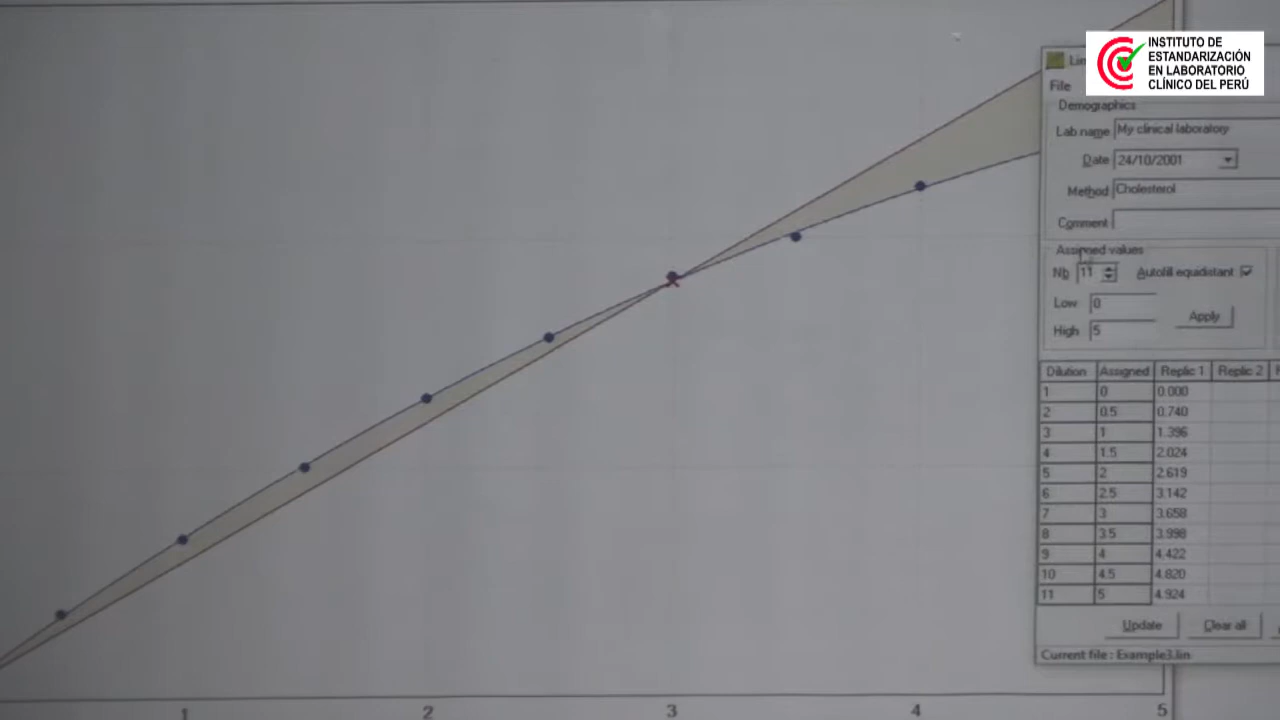 INSTITUTO DE
ESTANDARIZACIÓN
EN LABORATORIO
CLÍNICO DEL PERÚ
File
Demographics
Lab name My clinical laboratory
Date 24/10/2001
Method Cholesterol
Comment
Assigned values
Nb 11 Autofill equidistant
Low 0
High 5
Apply
Dilution Assigned Replic 1 Replic 2
1 0 0.000
2 0.5 0.740
3 1 1.396
4 1.5 2.024
5 2 2.619
6 2.5 3.142
7 3 3.658
8 3.5 3.998
9 4 4.422
10 4.5 4.820
11 5 4.924
Update Clear all
Current file : Example3.lin
1 2 3 4 5